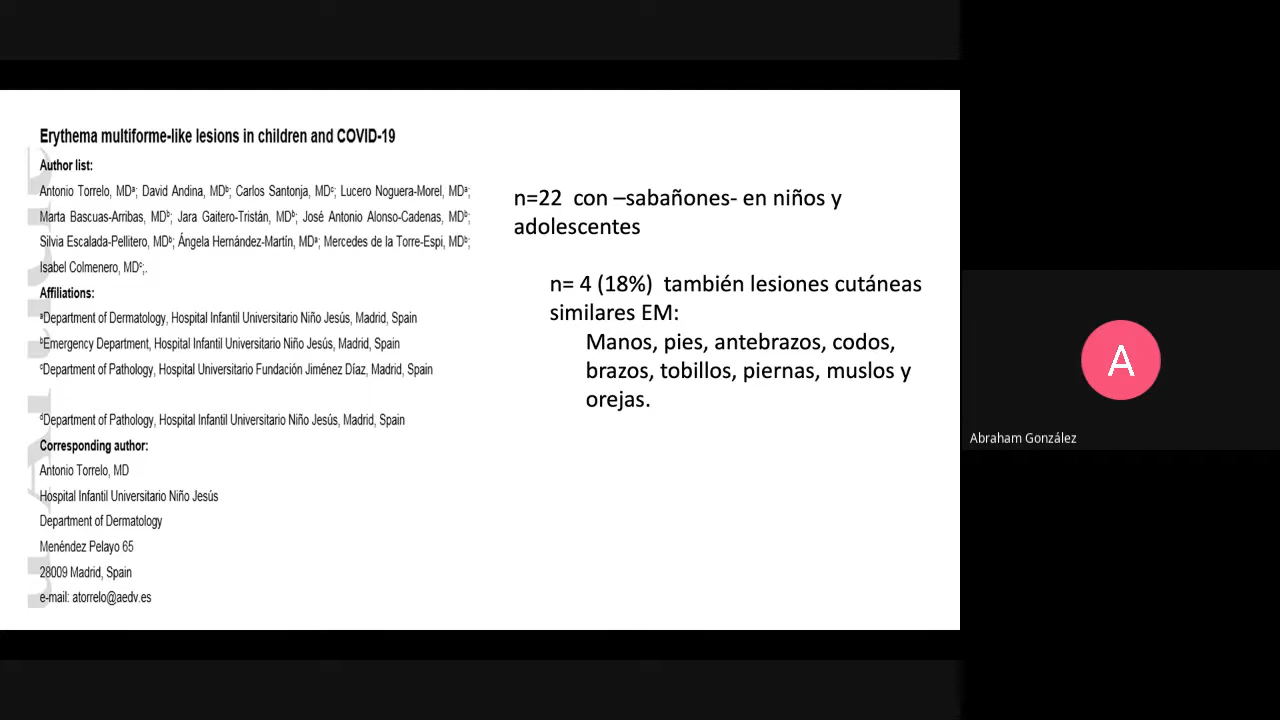 Erythema multiforme-like lesions in children and COVID-19
Author list:
Antonio Torrelo, MDᵃ; David Andina, MDᵇ; Carlos Santonja, MDᶜ; Lucero Noguera-Morel, MDᵃ;
Marta Bascuas-Arribas, MDᵇ; Jara Gaitero-Tristán, MDᵇ; José Antonio Alonso-Cadenas, MDᵇ;
Silvia Escalada-Pellitero, MDᵇ; Ángela Hernández-Martín, MDᵃ; Mercedes de la Torre-Espi, MDᵇ;
Isabel Colmenero, MDᶜ;.
Affiliations:
ᵃDepartment of Dermatology, Hospital Infantil Universitario Niño Jesús, Madrid, Spain
ᵇEmergency Department, Hospital Infantil Universitario Niño Jesús, Madrid, Spain
ᶜDepartment of Pathology, Hospital Universitario Fundación Jiménez Díaz, Madrid, Spain
ᵈDepartment of Pathology, Hospital Infantil Universitario Niño Jesús, Madrid, Spain
Corresponding author:
Antonio Torrelo, MD
Hospital Infantil Universitario Niño Jesús
Department of Dermatology
Menéndez Pelayo 65
28009 Madrid, Spain
e-mail: atorrelo@aedv.es
n=22 con –sabañones- en niños y
adolescentes
n= 4 (18%) también lesiones cutáneas
similares EM:
Manos, pies, antebrazos, codos,
brazos, tobillos, piernas, muslos y
orejas.
A
Abraham González